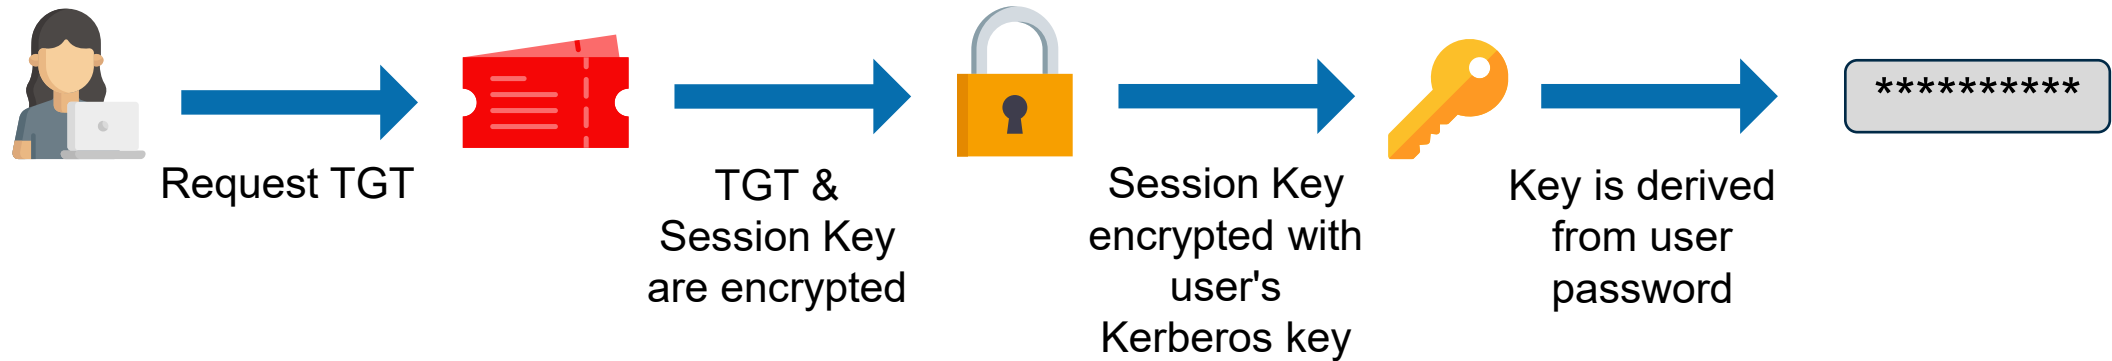 Request TGT
TGT &
Session Key
are encrypted
Session Key
encrypted with
user's
Kerberos key
Key is derived
from user
password
**********